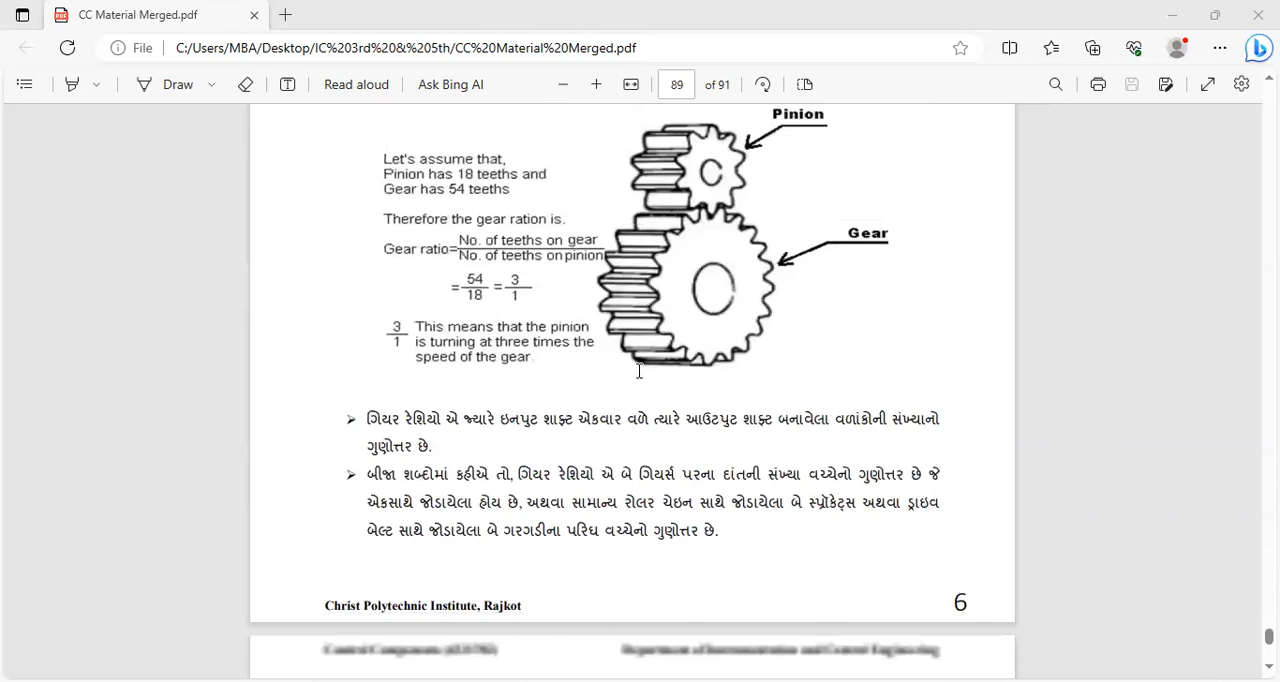 CC Material Merged.pdf
File
C:/Users/MBA/Desktop/IC%203rd%20&%205th/CC%20Material%20Merged.pdf
Draw
Read aloud
Ask Bing AI
89
of 91
Pinion
Let's assume that,
Pinion has 18 teeths and
Gear has 54 teeths
Therefore the gear ration is.
Gear
Gear ratio= No. of teeths on gear
No. of teeths on pinion
= 54/18 = 3/1
3/1 This means that the pinion
is turning at three times the
speed of the gear.
➢ ગિયર રેશિયો એ જ્યારે ઇનપુટ શાફ્ટ એકવાર વળે ત્યારે આઉટપુટ શાફ્ટ બનાવેલા વળાંકોની સંખ્યાનો
ગુણોત્તર છે.
➢ બીજા શબ્દોમાં કહીએ તો, ગિયર રેશિયો એ બે ગિયર્સ પરના દાંતની સંખ્યા વચ્ચેનો ગુણોત્તર છે જે
એકસાથે જોડાયેલા હોય છે, અથવા સામાન્ય રોલર ચેઇન સાથે જોડાયેલા બે સ્પ્રૉકેટ્સ અથવા ડ્રાઇવ
બેલ્ટ સાથે જોડાયેલા બે ગરગડીના પરિઘ વચ્ચેનો ગુણોત્તર છે.
Christ Polytechnic Institute, Rajkot
6